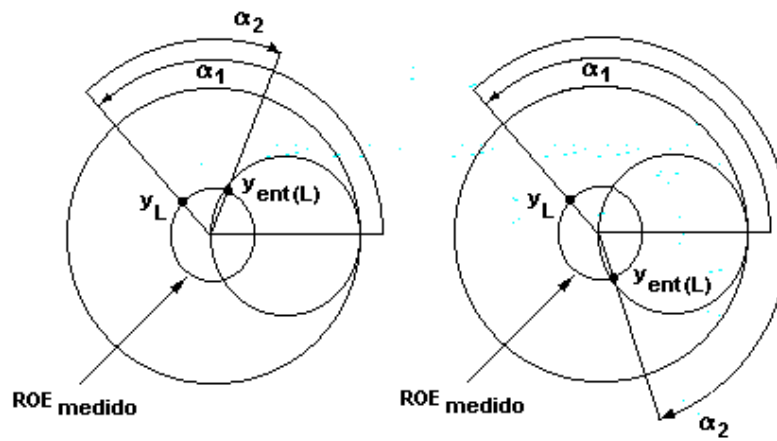 α2
α1
yL
yent(L)
ROE medido
α1
yL
yent(L)
ROE medido
α2